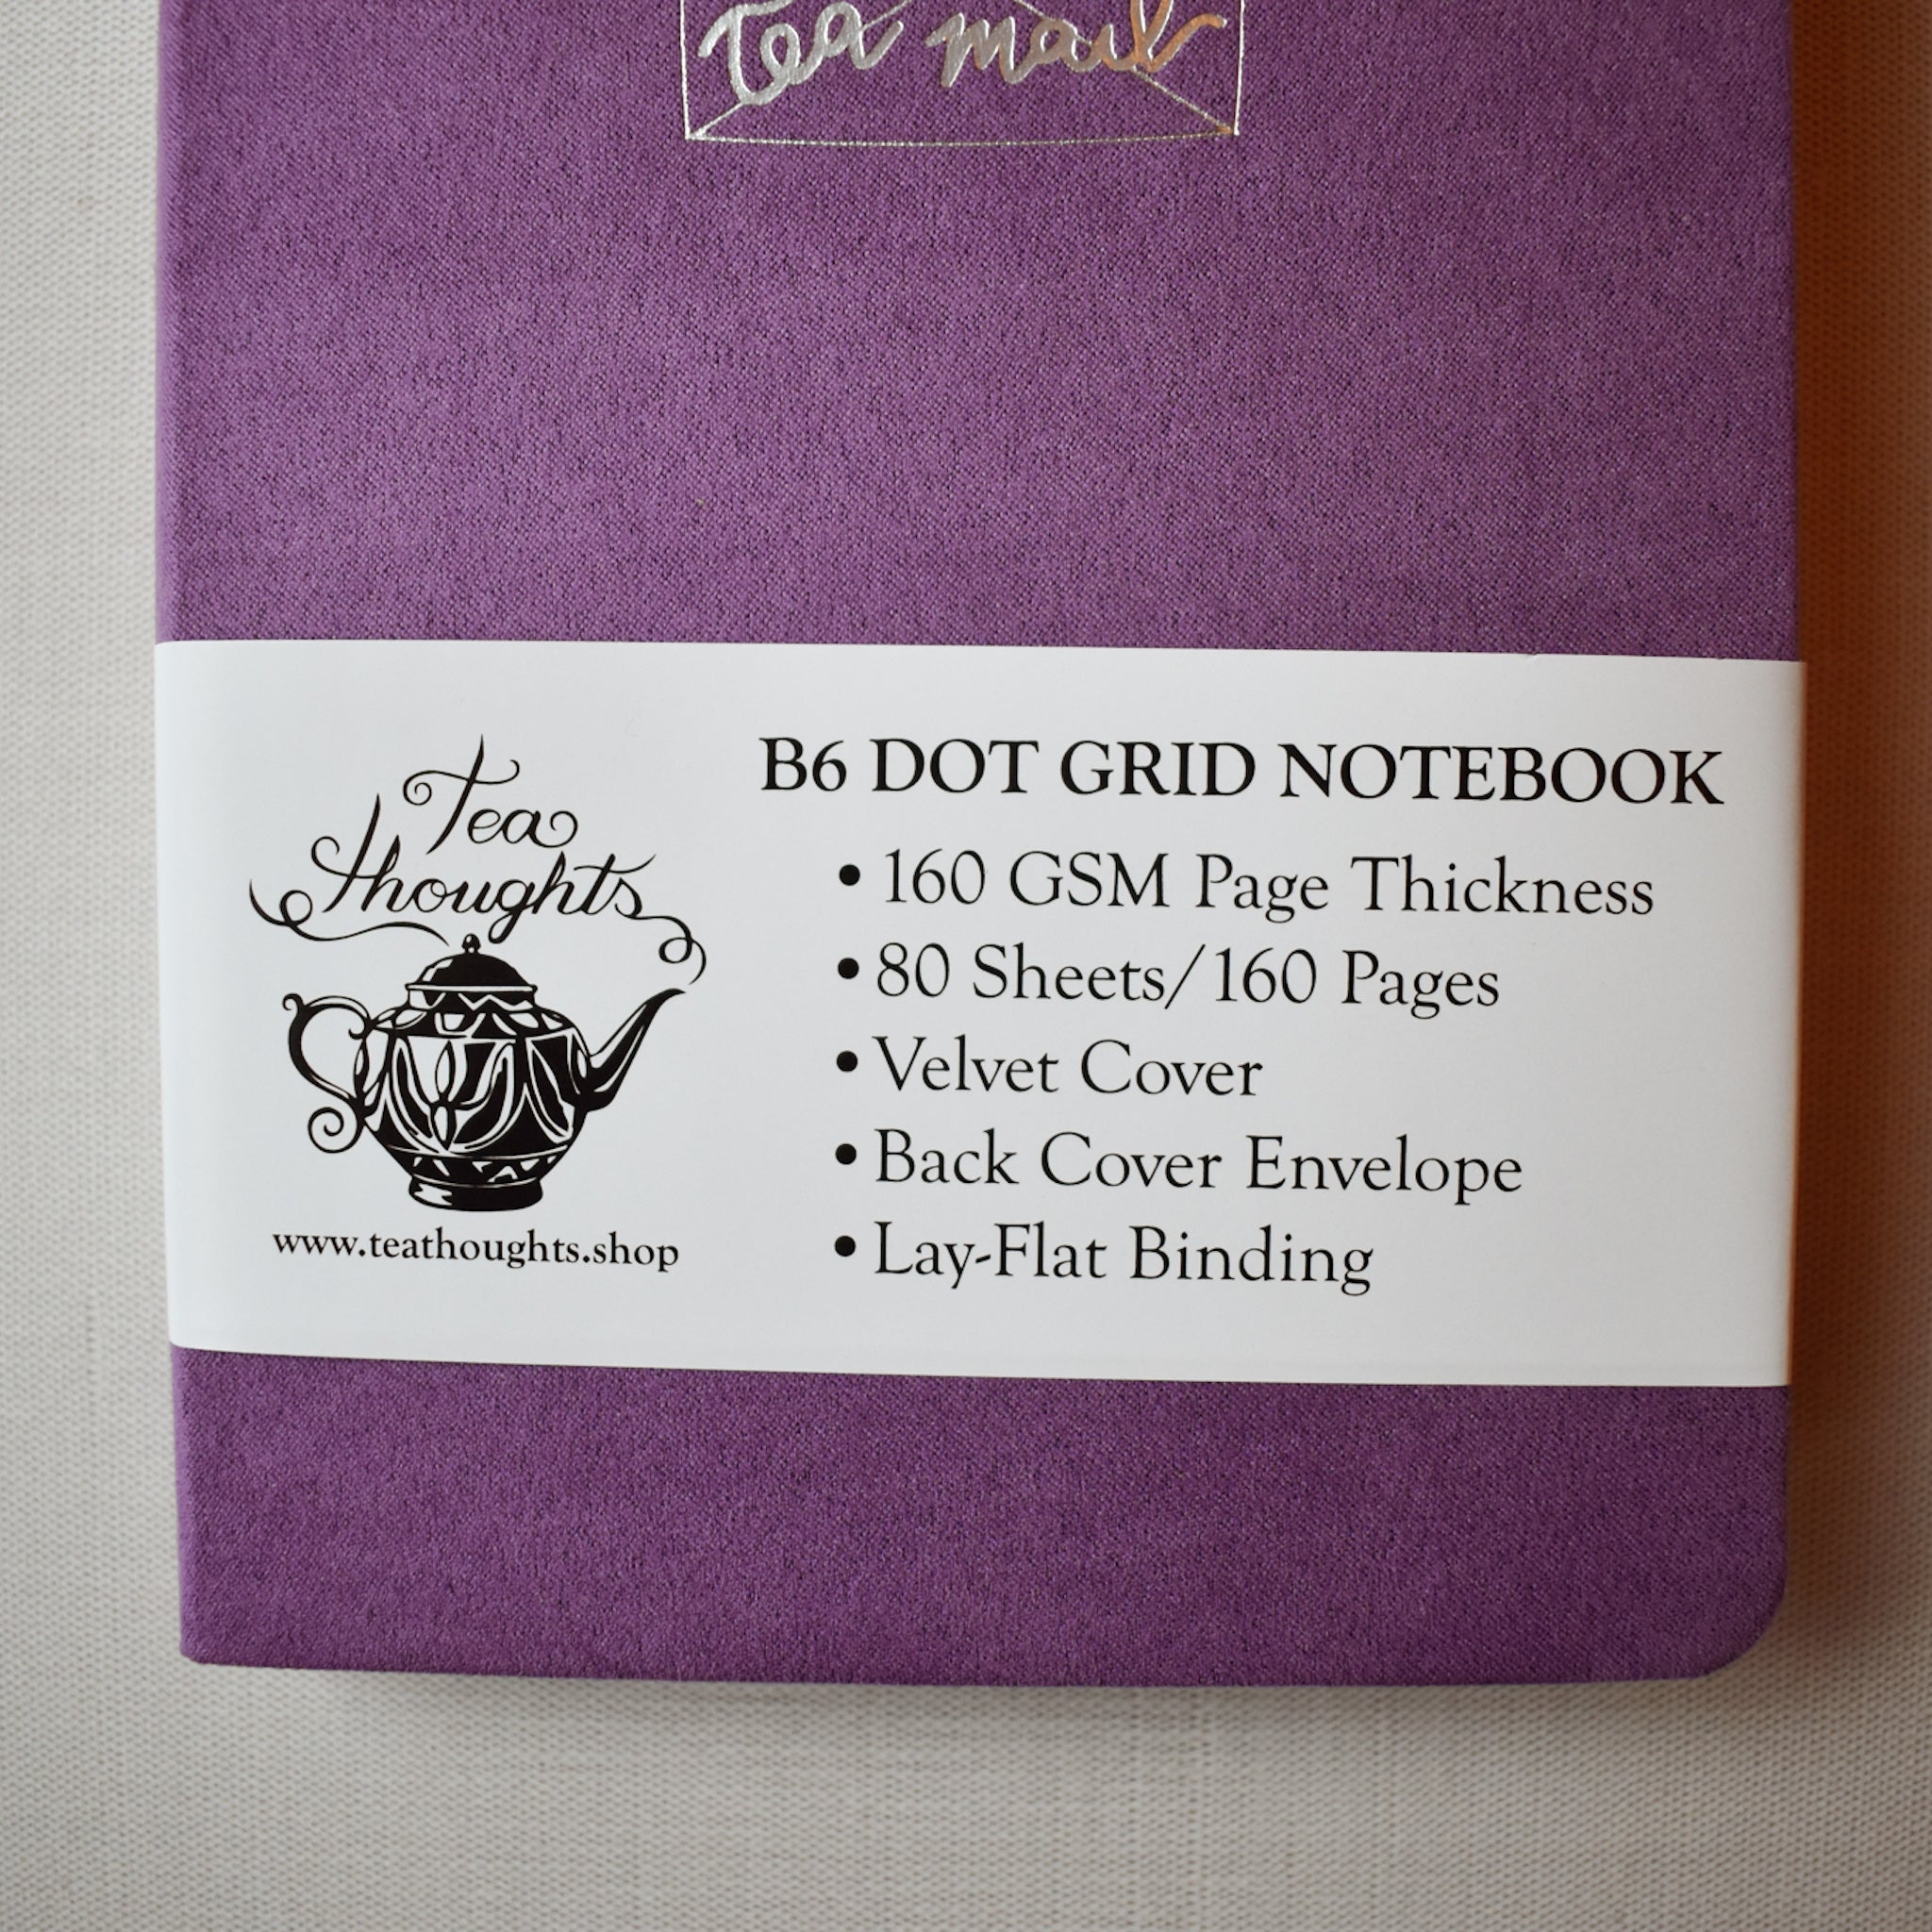 Tea mail
Tea
Thoughts
www.teathoughts.shop
B6 DOT GRID NOTEBOOK
• 160 GSM Page Thickness
• 80 Sheets/160 Pages
• Velvet Cover
• Back Cover Envelope
• Lay-Flat Binding